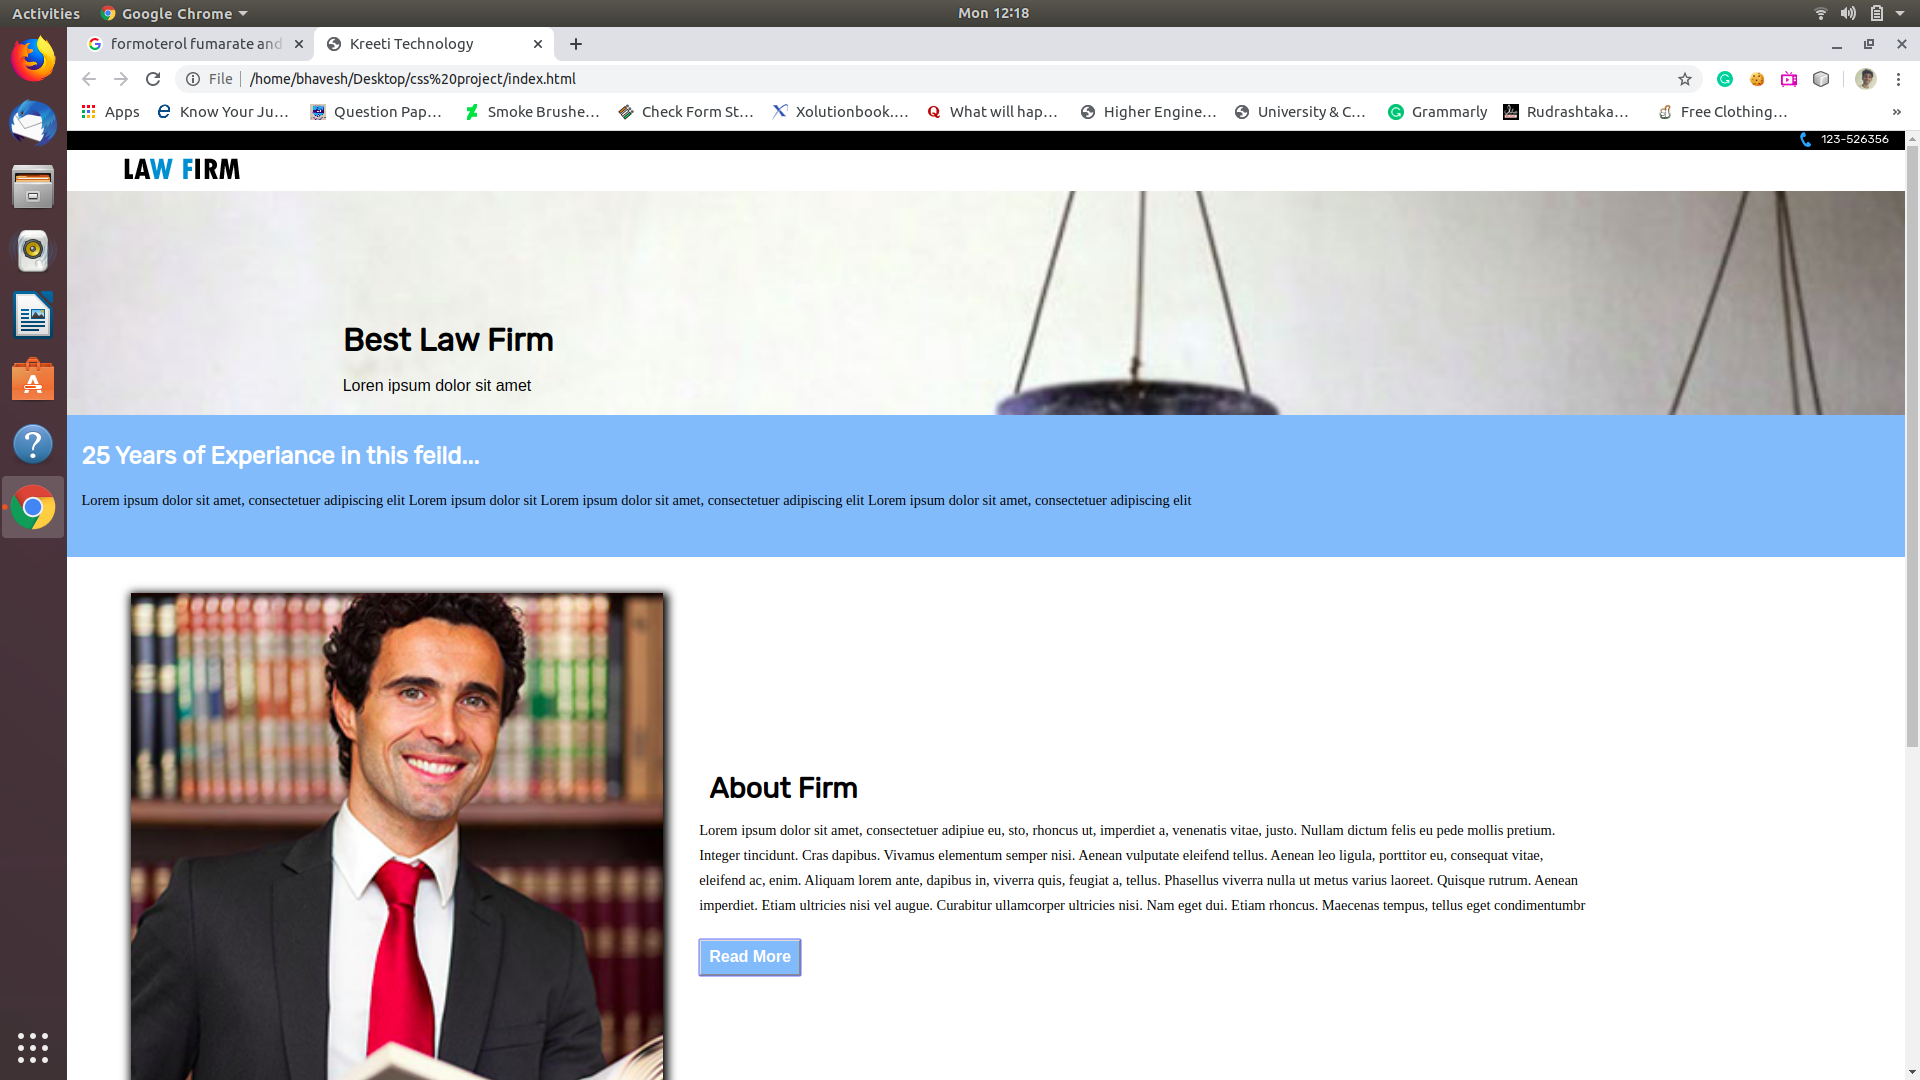 Activities Google Chrome Mon 12:18
formoterol fumarate and Kreeti Technology
File /home/bhavesh/Desktop/css%20project/index.html
Apps Know Your Ju… Question Pap… Smoke Brushe… Check Form St… Xolutionbook.… What will hap… Higher Engine… University & C… Grammarly Rudrashtaka… Free Clothing… »
123-526356
LAW FIRM
Best Law Firm
Loren ipsum dolor sit amet
25 Years of Experiance in this feild...
Lorem ipsum dolor sit amet, consectetuer adipiscing elit Lorem ipsum dolor sit Lorem ipsum dolor sit amet, consectetuer adipiscing elit Lorem ipsum dolor sit amet, consectetuer adipiscing elit
About Firm
Lorem ipsum dolor sit amet, consectetuer adipiue eu, sto, rhoncus ut, imperdiet a, venenatis vitae, justo. Nullam dictum felis eu pede mollis pretium.
Integer tincidunt. Cras dapibus. Vivamus elementum semper nisi. Aenean vulputate eleifend tellus. Aenean leo ligula, porttitor eu, consequat vitae,
eleifend ac, enim. Aliquam lorem ante, dapibus in, viverra quis, feugiat a, tellus. Phasellus viverra nulla ut metus varius laoreet. Quisque rutrum. Aenean
imperdiet. Etiam ultricies nisi vel augue. Curabitur ullamcorper ultricies nisi. Nam eget dui. Etiam rhoncus. Maecenas tempus, tellus eget condimentumbr
Read More